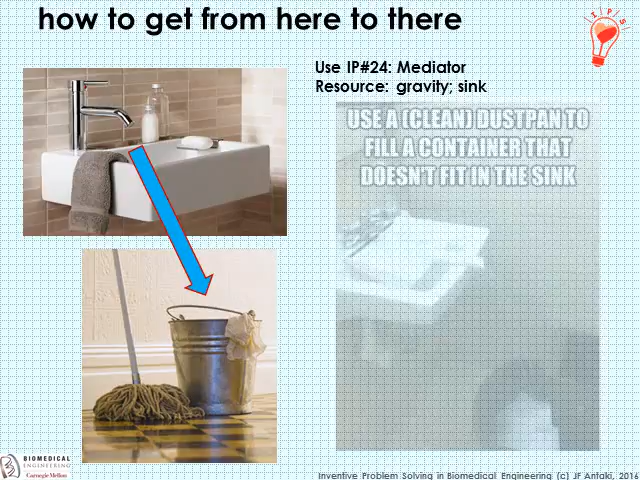 how to get from here to there
IPS
Use IP#24: Mediator
Resource: gravity; sink
USE A (CLEAN) DUSTPAN TO
FILL A CONTAINER THAT
DOESN'T FIT IN THE SINK
BIOMEDICAL
ENGINEERING
Carnegie Mellon
Inventive Problem Solving in Biomedical Engineering (c) JF Antaki, 2016